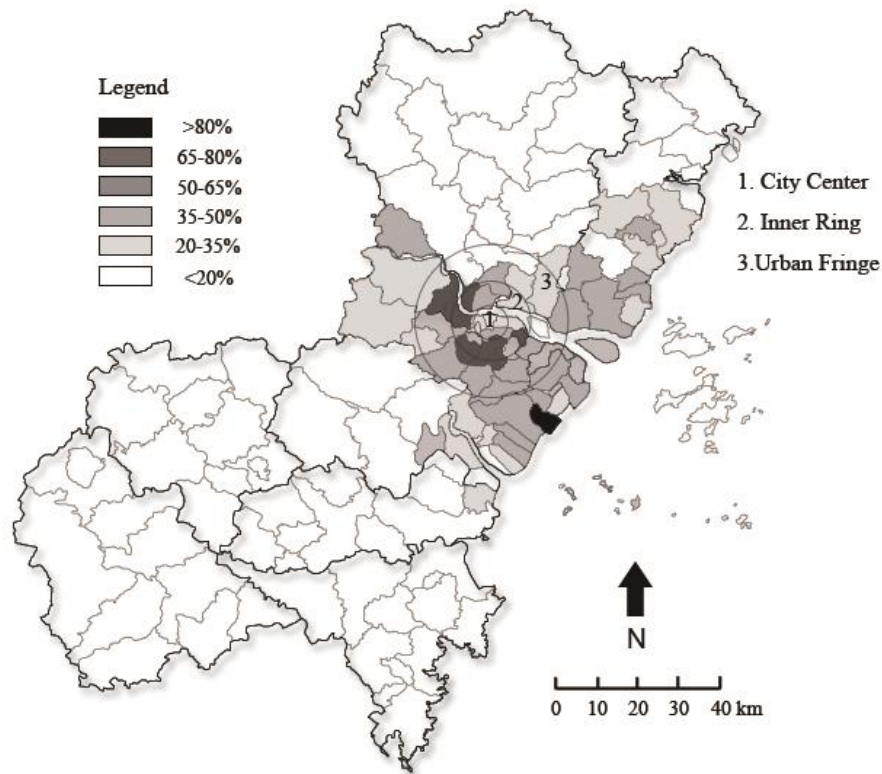 Legend
>80%
65-80%
50-65%
35-50%
20-35%
<20%
1. City Center
2. Inner Ring
3.Urban Fringe
3
2
1
N
0 10 20 30 40 km